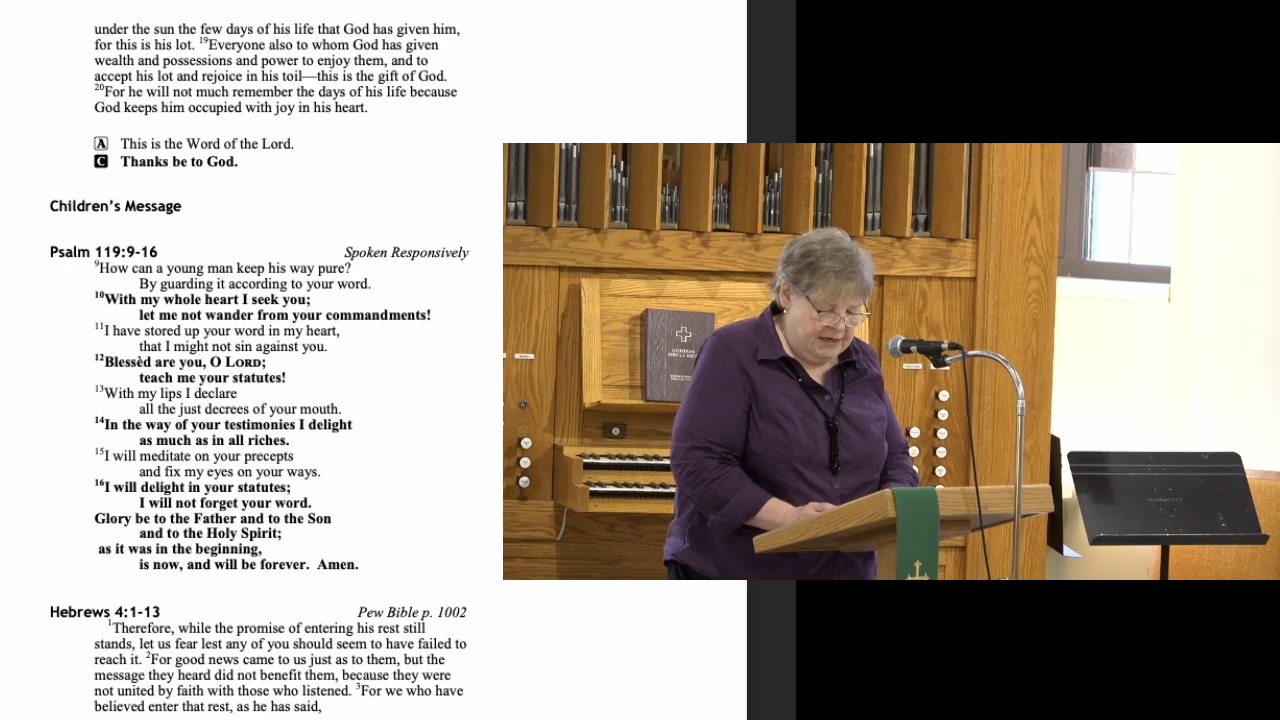 under the sun the few days of his life that God has given him,
for this is his lot. 19Everyone also to whom God has given
wealth and possessions and power to enjoy them, and to
accept his lot and rejoice in his toil—this is the gift of God.
20For he will not much remember the days of his life because
God keeps him occupied with joy in his heart.
A This is the Word of the Lord.
C Thanks be to God.
Children’s Message
Psalm 119:9-16 Spoken Responsively
9How can a young man keep his way pure?
By guarding it according to your word.
10With my whole heart I seek you;
let me not wander from your commandments!
11I have stored up your word in my heart,
that I might not sin against you.
12Blessèd are you, O LORD;
teach me your statutes!
13With my lips I declare
all the just decrees of your mouth.
14In the way of your testimonies I delight
as much as in all riches.
15I will meditate on your precepts
and fix my eyes on your ways.
16I will delight in your statutes;
I will not forget your word.
Glory be to the Father and to the Son
and to the Holy Spirit;
as it was in the beginning,
is now, and will be forever. Amen.
Hebrews 4:1-13 Pew Bible p. 1002
1Therefore, while the promise of entering his rest still
stands, let us fear lest any of you should seem to have failed to
reach it. 2For good news came to us just as to them, but the
message they heard did not benefit them, because they were
not united by faith with those who listened. 3For we who have
believed enter that rest, as he has said,
LUTHERAN
SERVICE BOOK